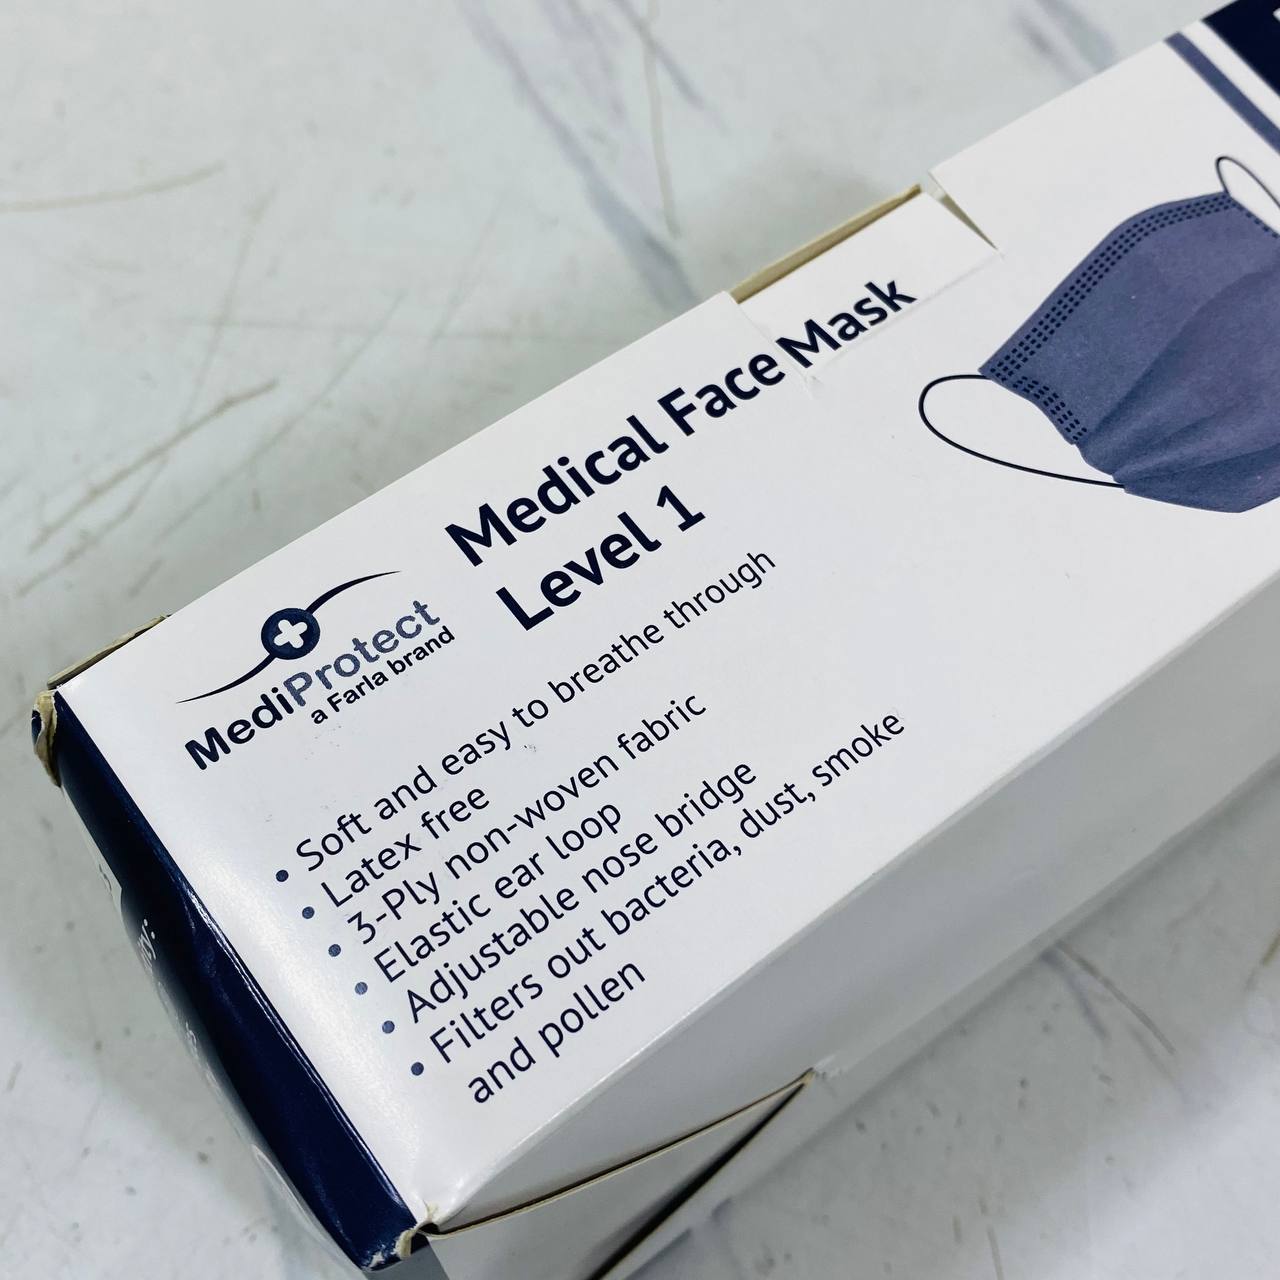 Medical Face Mask
Level 1
MediProtect
a Farla brand
• Soft and easy to breathe through
• Latex free
• 3-Ply non-woven fabric
• Elastic ear loop
• Adjustable nose bridge
• Filters out bacteria, dust, smoke
and pollen